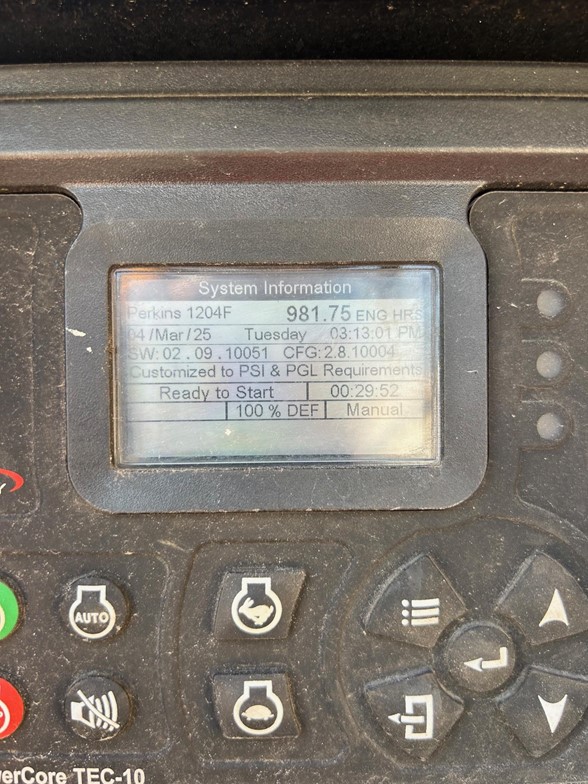 System Information
Perkins 1204F 981.75 ENG HRS
04/Mar/25 Tuesday 03:13:01 PM
SW: 02.09.10051 CFG: 2.8.10004
Customized to PSI & PGL Requirements
Ready to Start 00:29:52
100 % DEF Manual
AUTO
TEC-10